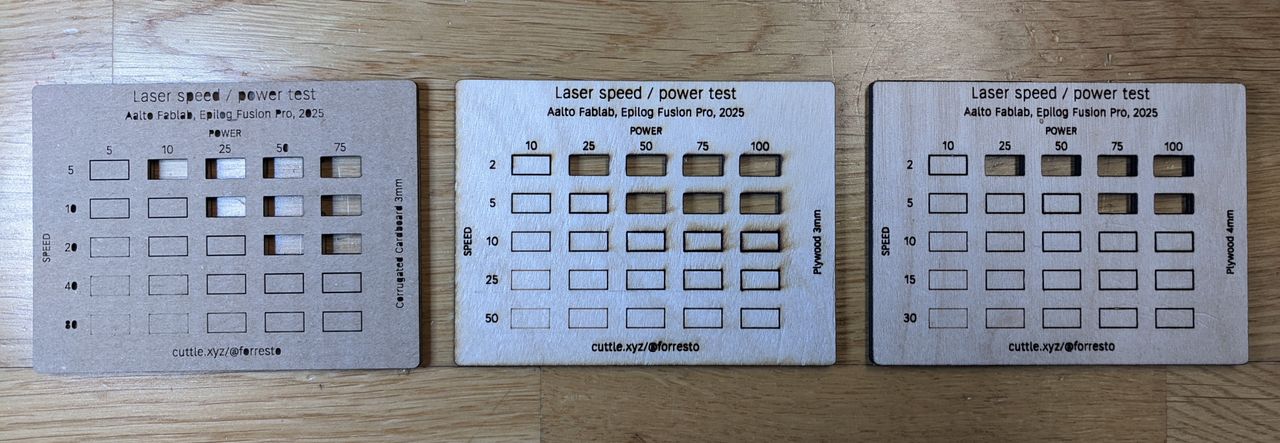 Laser speed / power test
Aalto Fablab, Epilog Fusion Pro, 2025
POWER
5 10 25 50 75
5
10
20
40
80
SPEED
Corrugated Cardboard 3mm
cuttle.xyz/@forresto
Laser speed / power test
Aalto Fablab, Epilog Fusion Pro, 2025
POWER
10 25 50 75 100
2
5
10
25
50
SPEED
Plywood 3mm
cuttle.xyz/@forresto
Laser speed / power test
Aalto Fablab, Epilog Fusion Pro, 2025
POWER
10 25 50 75 100
2
5
10
15
30
SPEED
Plywood 4mm
cuttle.xyz/@forresto